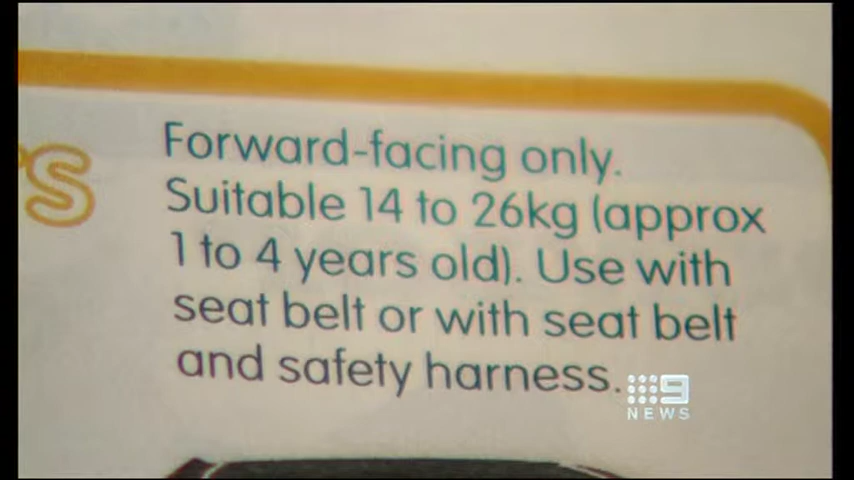 s
Forward-facing only.
Suitable 14 to 26kg (approx
1 to 4 years old). Use with
seat belt or with seat belt
and safety harness.
9
NEWS